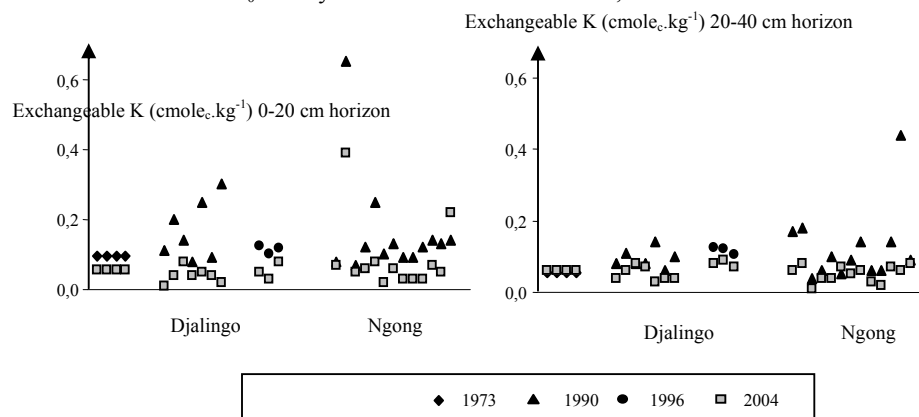 Exchangeable K (cmolec.kg-1) 20-40 cm horizon
0,6
Exchangeable K (cmolec.kg-1) 0-20 cm horizon
0,4
0,2
0,0
Djalingo Ngong
0,6
0,4
0,2
0,0
Djalingo Ngong
1973 1990 1996 2004